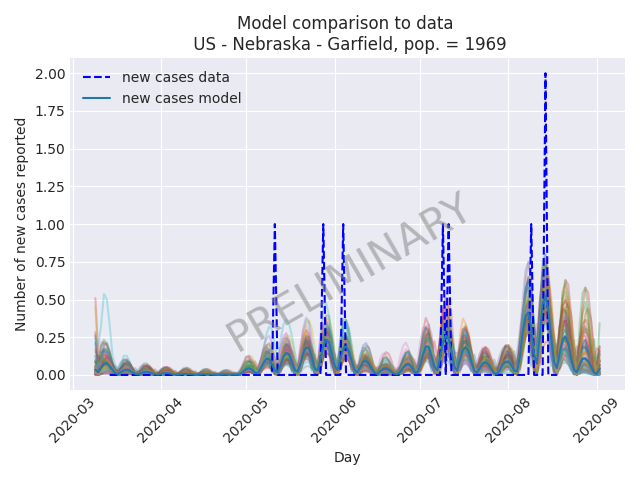 Model comparison to data
US - Nebraska - Garfield, pop. = 1969
new cases data
new cases model
PRELIMINARY
Number of new cases reported
2.00
1.75
1.50
1.25
1.00
0.75
0.50
0.25
0.00
2020-03
2020-04
2020-05
2020-06
2020-07
2020-08
2020-09
Day